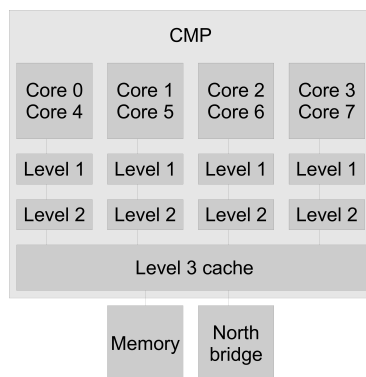 CMP
Core 0
Core 4
Core 1
Core 5
Core 2
Core 6
Core 3
Core 7
Level 1
Level 1
Level 1
Level 1
Level 2
Level 2
Level 2
Level 2
Level 3 cache
Memory
North
bridge